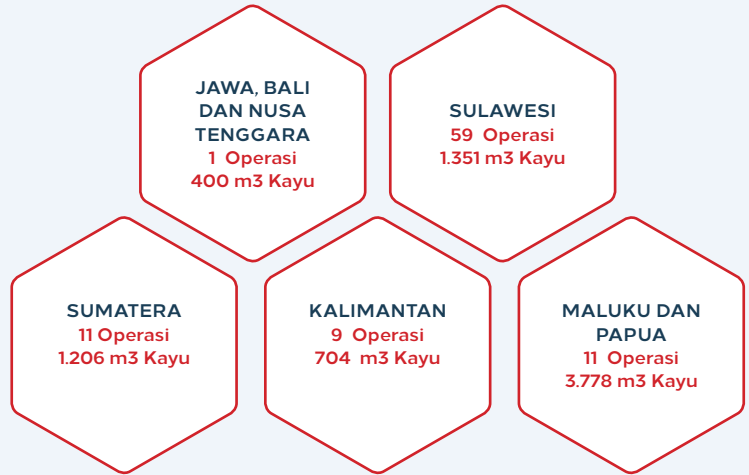 JAWA, BALI
DAN NUSA
TENGGARA
1 Operasi
400 m3 Kayu
SULAWESI
59 Operasi
1.351 m3 Kayu
SUMATERA
11 Operasi
1.206 m3 Kayu
KALIMANTAN
9 Operasi
704 m3 Kayu
MALUKU DAN
PAPUA
11 Operasi
3.778 m3 Kayu